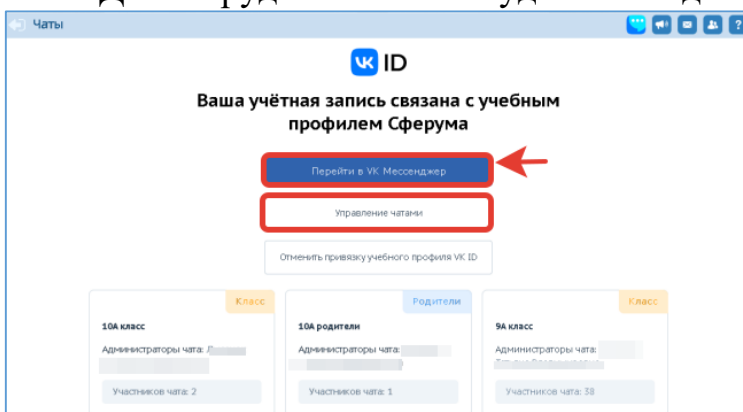 Чаты
?
VK ID
Ваша учётная запись связана с учебным
профилем Сферума
Перейти в VK Мессенджер
Управление чатами
Отменить привязку учебного профиля VK ID
Класс
Родители
Класс
10А класс
10А родители
9А класс
Администраторы чата:
Администраторы чата:
Администраторы чата:
Участников чата: 2
Участников чата: 1
Участников чата: 38